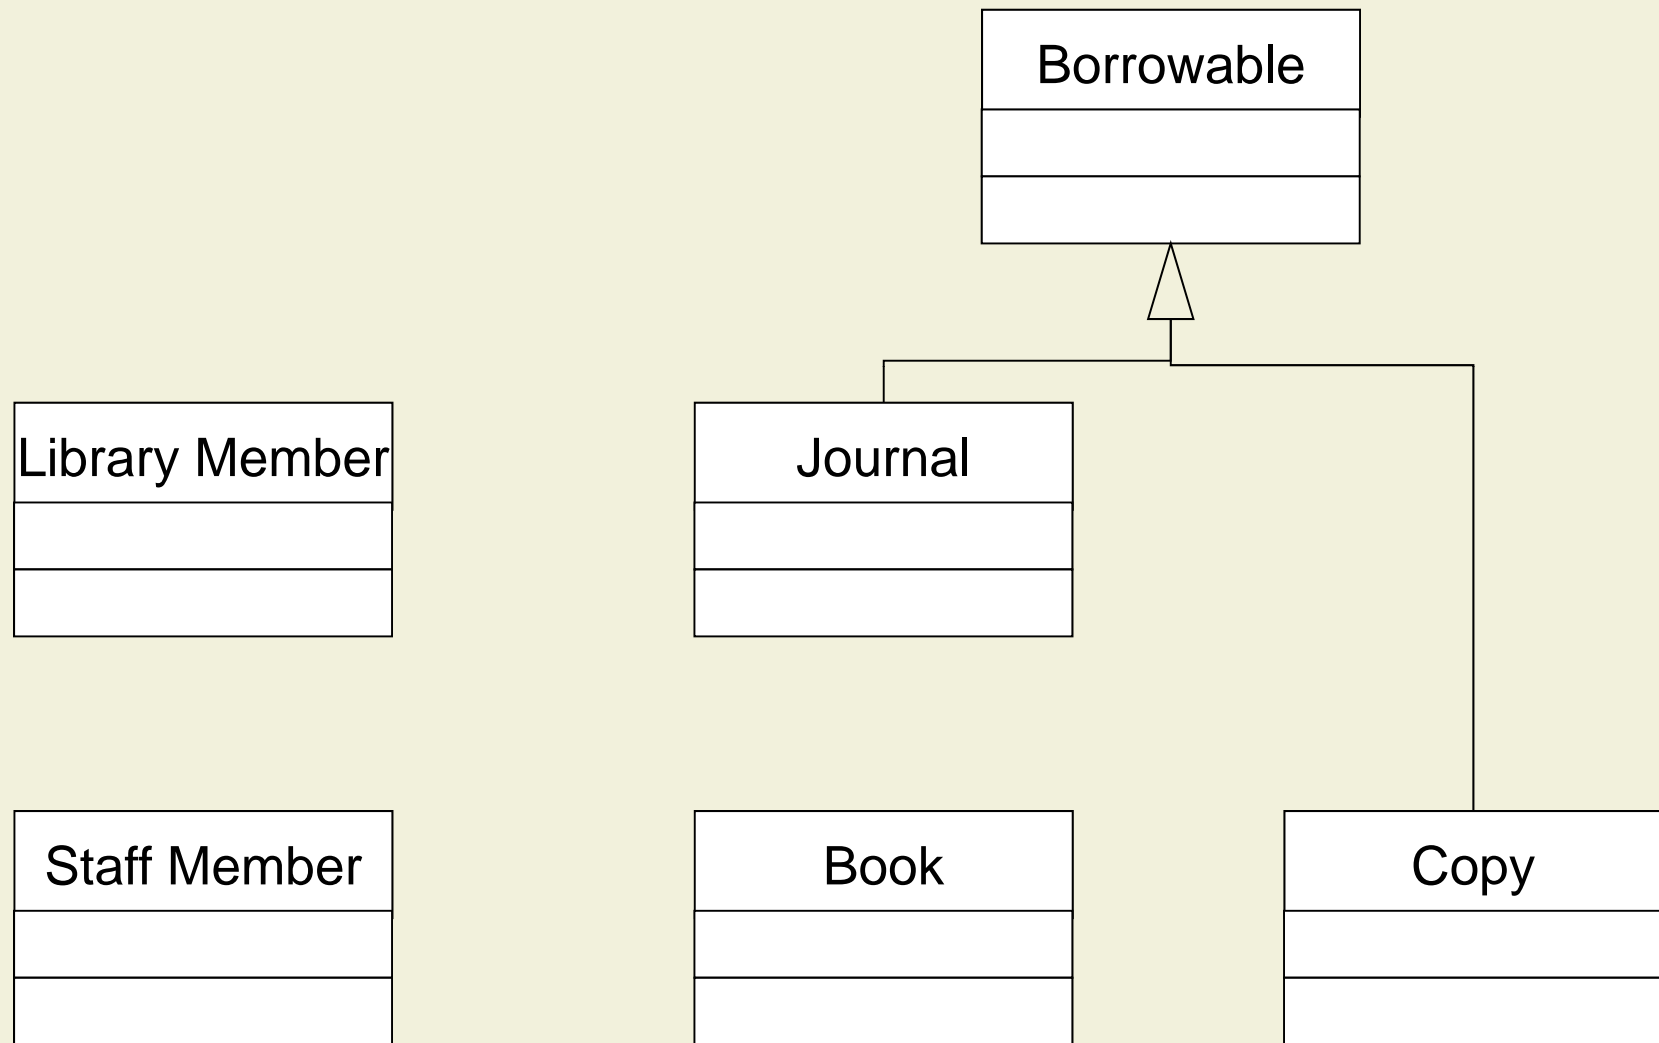 Borrowable
Library Member
Journal
Staff Member
Book
Copy